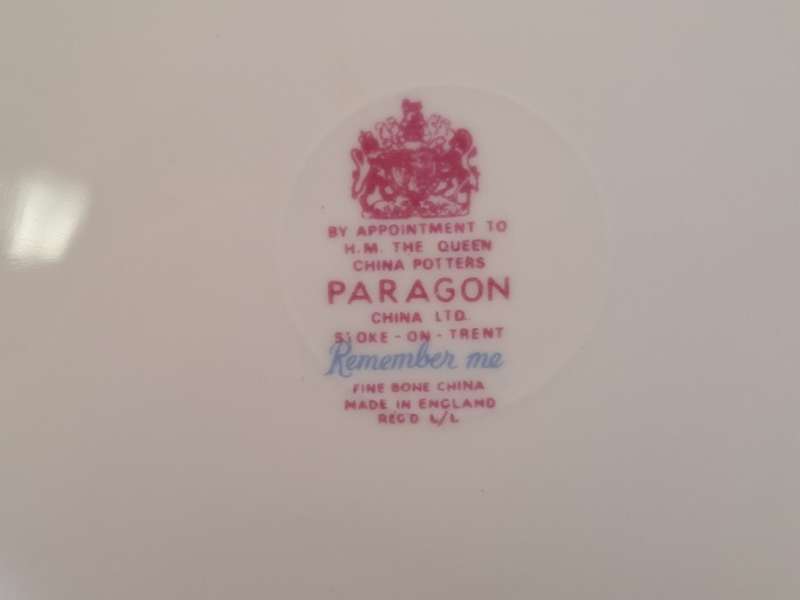 BY APPOINTMENT TO
H.M. THE QUEEN
CHINA POTTERS
PARAGON
CHINA LTD.
STOKE-ON-TRENT
Remember me
FINE BONE CHINA
MADE IN ENGLAND
REG'D L/L